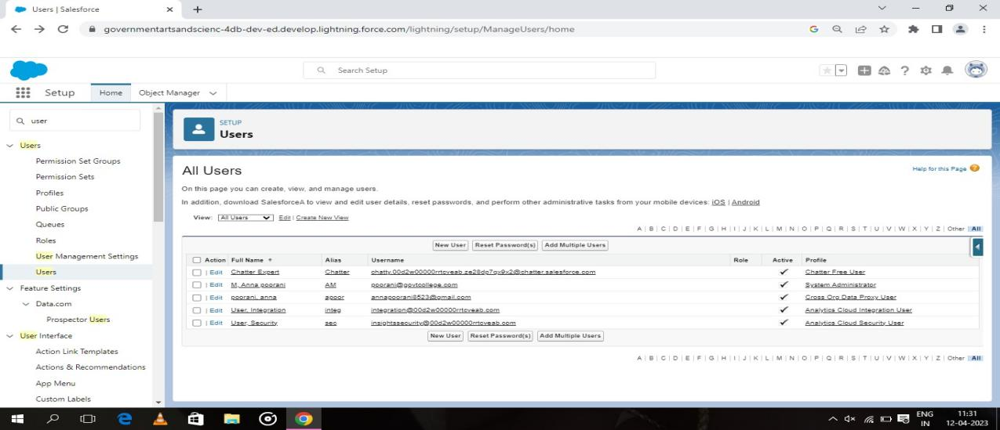 Users | Salesforce
governmentartsandscienc-4db-dev-ed.develop.lightning.force.com/lightning/setup/ManageUsers/home
Search Setup
Setup Home Object Manager
user
Users
Permission Set Groups
Permission Sets
Profiles
Public Groups
Queues
Roles
User Management Settings
Users
Feature Settings
Data.com
Prospector Users
User Interface
Action Link Templates
Actions & Recommendations
App Menu
Custom Labels
SETUP
Users
All Users
Help for this Page
On this page you can create, view, and manage users.
In addition, download SalesforceA to view and edit user details, reset passwords, and perform other administrative tasks from your mobile devices: iOS | Android
View: All Users Edit | Create New View
A | B | C | D | E | F | G | H | I | J | K | L | M | N | O | P | Q | R | S | T | U | V | W | X | Y | Z | Other All
New User Reset Password(s) Add Multiple Users
Action Full Name Alias Username Role Active Profile
| Edit Chatter Expert Chatter chatty.00d2w00000rrtcveab.ze28dp7qx9x2@chatter.salesforce.com Chatter Free User
| Edit M, Anna poorani AM poorani@govtcollege.com System Administrator
| Edit poorani, anna apoor annapoorani8523@gmail.com Cross Org Data Proxy User
| Edit User, Integration integ integration@00d2w00000rrtcveab.com Analytics Cloud Integration User
| Edit User, Security sec insightssecurity@00d2w00000rrtcveab.com Analytics Cloud Security User
New User Reset Password(s) Add Multiple Users
A | B | C | D | E | F | G | H | I | J | K | L | M | N | O | P | Q | R | S | T | U | V | W | X | Y | Z | Other All
ENG
IN
11:31
12-04-2023